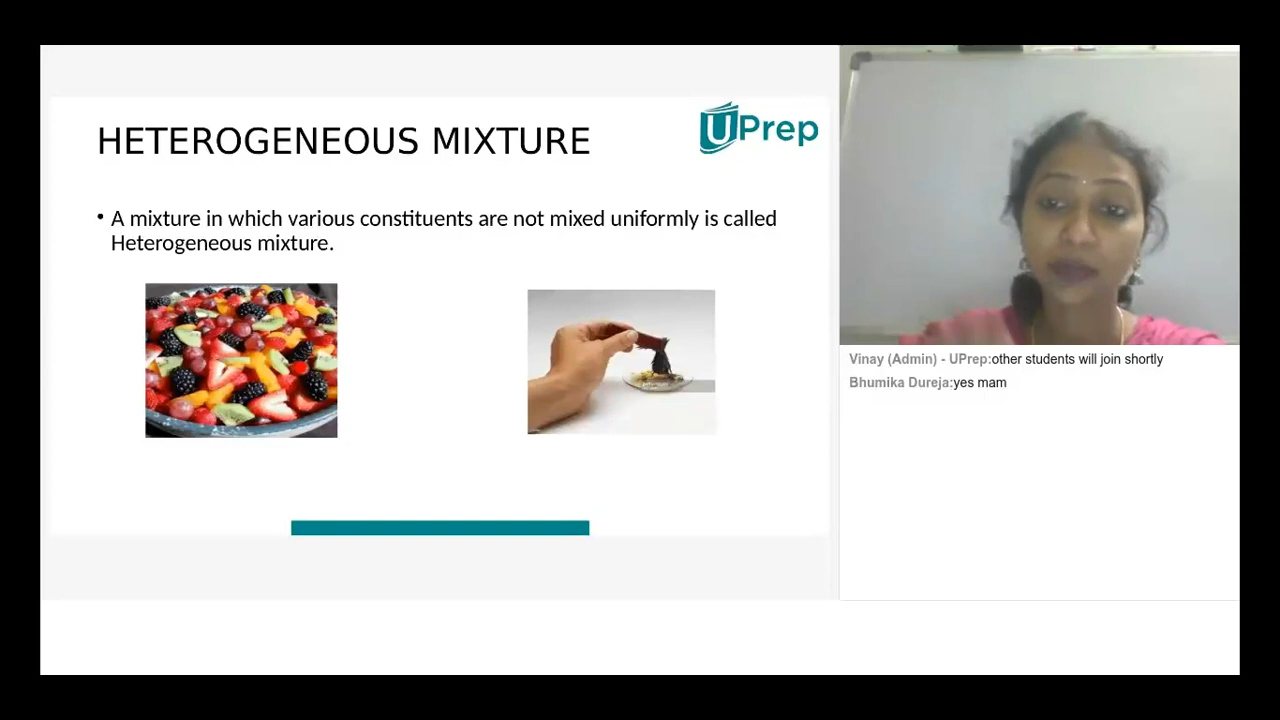 HETEROGENEOUS MIXTURE
UPrep
• A mixture in which various constituents are not mixed uniformly is called
Heterogeneous mixture.
Vinay (Admin) - UPrep:other students will join shortly
Bhumika Dureja:yes mam